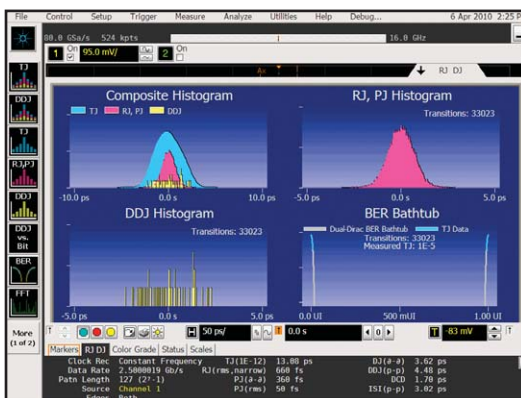 File Control Setup Trigger Measure Analyze Utilities Help Debug... 6 Apr 2010 2:25 P
80.0 GSa/s 524 kpts 16.0 GHz
1 On 95.0 mV/ 2 On
RJ DJ
TJ
DDJ
TJ
RJ,PJ
DDJ
DDJ
vs.
Bit
BER
FFT
More
(1 of 2)
Composite Histogram
TJ RJ, PJ DDJ
-10.0 ps 0.0 s 10.0 ps
RJ, PJ Histogram
Transitions: 33023
-5.0 ps 0.0 s 5.0 ps
DDJ Histogram
Transitions: 33023
-5.0 ps 0.0 s 5.0 ps
BER Bathtub
Dual-Dirac BER Bathtub TJ Data
Transitions: 33023
Measured TJ: 1E-5
0.0 UI 500 mUI 1.00 UI
H 50 ps/ 0.0 s 0 T -83 mV
Markers RJ DJ Color Grade Status Scales
Clock Rec Constant Frequency TJ(1E-12) 13.08 ps DJ(∂-∂) 3.62 ps
Data Rate 2.5000019 Gb/s RJ(rms,narrow) 660 fs DDJ(p-p) 4.48 ps
Patn Length 127 (2⁷-1) PJ(∂-∂) 360 fs DCD 1.70 ps
Source Channel 1 PJ(rms) 50 fs ISI(p-p) 3.02 ps
Edges Both